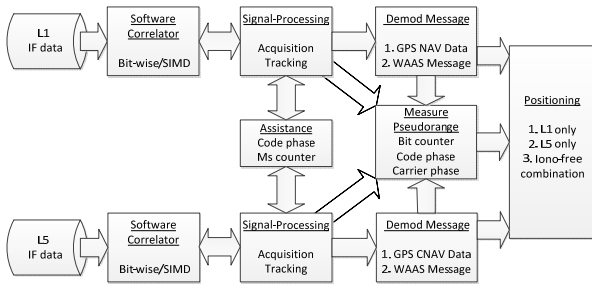 L1
IF data
Software
Correlator
Bit-wise/SIMD
Signal-Processing
Acquisition
Tracking
Demod Message
1. GPS NAV Data
2. WAAS Message
Assistance
Code phase
Ms counter
Measure
Pseudorange
Bit counter
Code phase
Carrier phase
Positioning
1. L1 only
2. L5 only
3. Iono-free
combination
L5
IF data
Software
Correlator
Bit-wise/SIMD
Signal-Processing
Acquisition
Tracking
Demod Message
1. GPS CNAV Data
2. WAAS Message